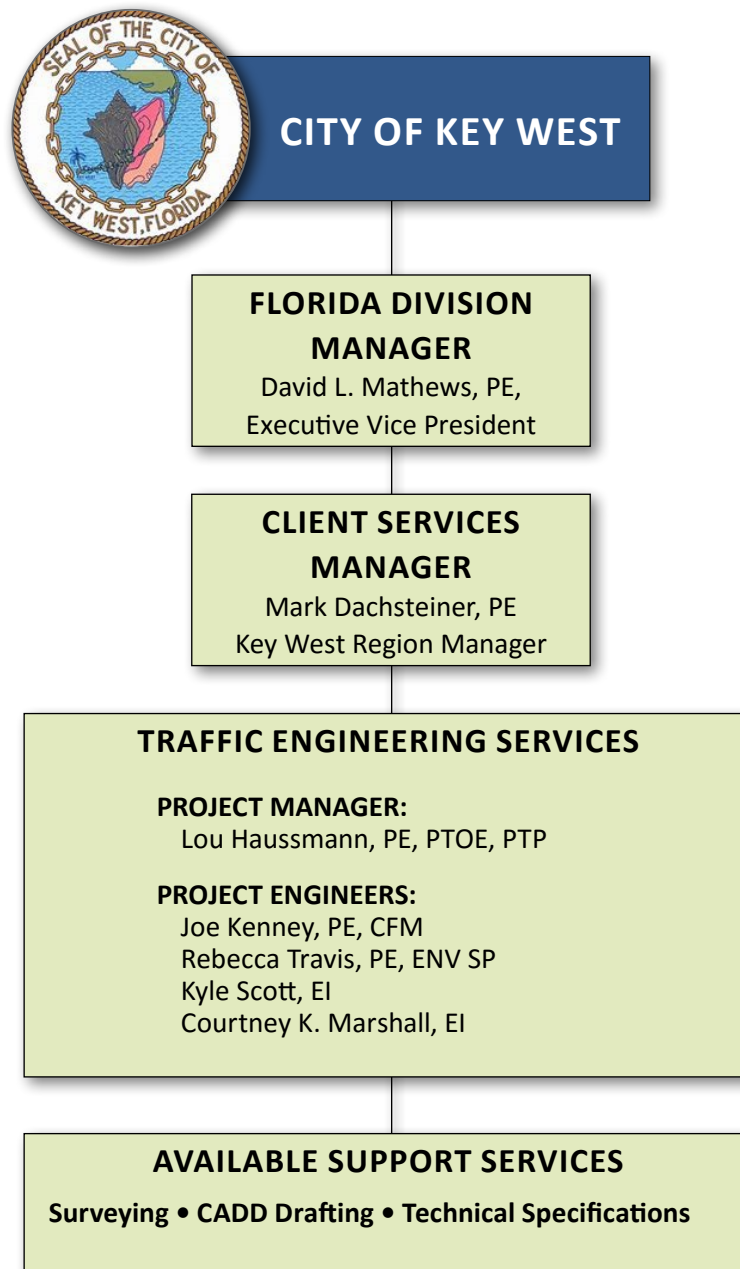 SEAL OF THE CITY OF
KEY WEST, FLORIDA
CITY OF KEY WEST
FLORIDA DIVISION
MANAGER
David L. Mathews, PE,
Executive Vice President
CLIENT SERVICES
MANAGER
Mark Dachsteiner, PE
Key West Region Manager
TRAFFIC ENGINEERING SERVICES
PROJECT MANAGER:
Lou Haussmann, PE, PTOE, PTP
PROJECT ENGINEERS:
Joe Kenney, PE, CFM
Rebecca Travis, PE, ENV SP
Kyle Scott, EI
Courtney K. Marshall, EI
AVAILABLE SUPPORT SERVICES
Surveying • CADD Drafting • Technical Specifications